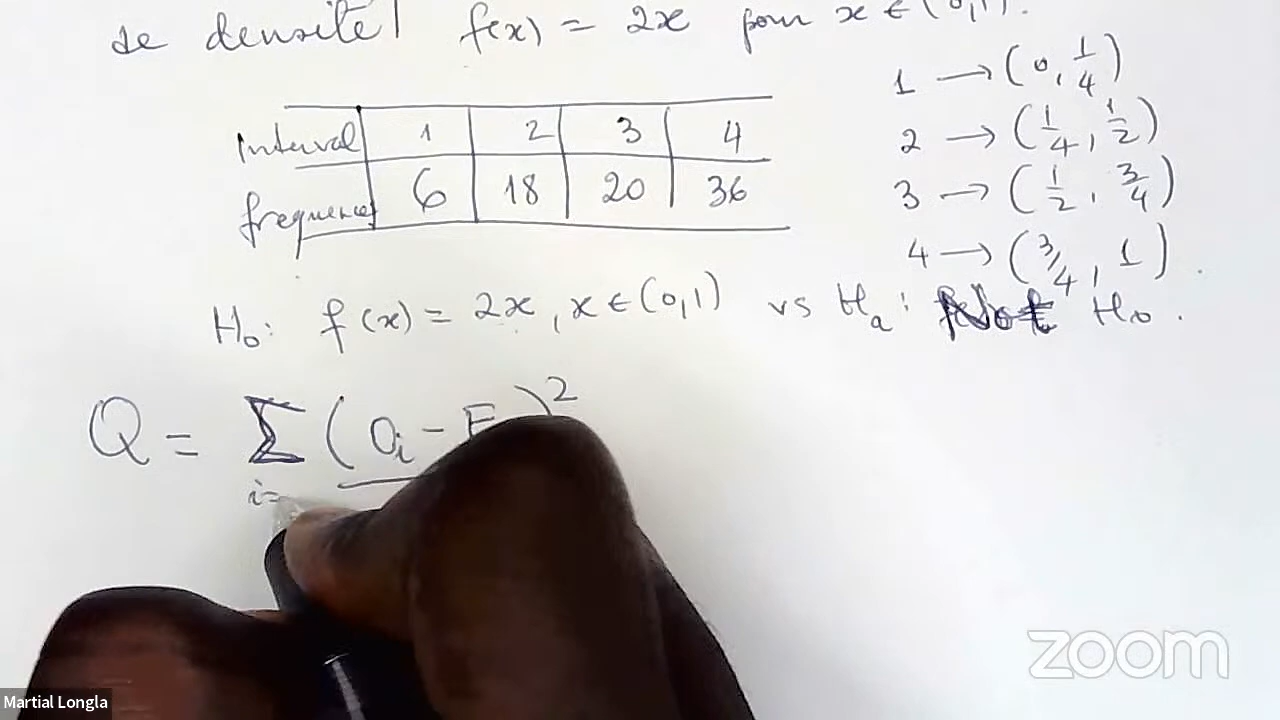 de densité f(x) = 2x pour x ∈ (0,1).
1 → (0, 1/4)
interval 1 2 3 4
2 → (1/4, 1/2)
frequence 6 18 20 36
3 → (1/2, 3/4)
4 → (3/4, 1)
H₀: f(x) = 2x, x ∈ (0,1) vs Hₐ: Not H₀.
Q = Σ (Oᵢ - E )²
i=
zoom
Martial Longla